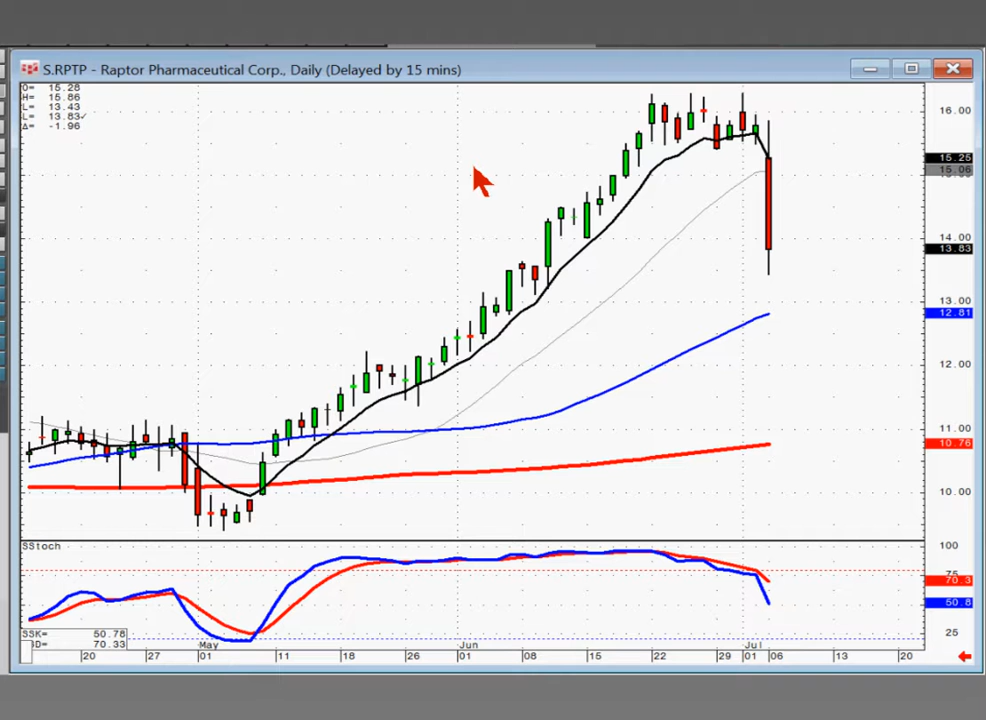 S.RPTP - Raptor Pharmaceutical Corp., Daily (Delayed by 15 mins)
O= 15.28
H= 15.86
L= 13.43
L= 13.83✓
Δ= -1.96
16.00
15.25
15.06
14.00
13.83
13.00
12.81
12.00
11.00
10.76
10.00
SStoch
100
75
70.3
50.8
25
SSK= 50.78
SD= 70.33
May Jun Jul
20 27 01 11 18 26 01 08 15 22 29 01 06 13 20